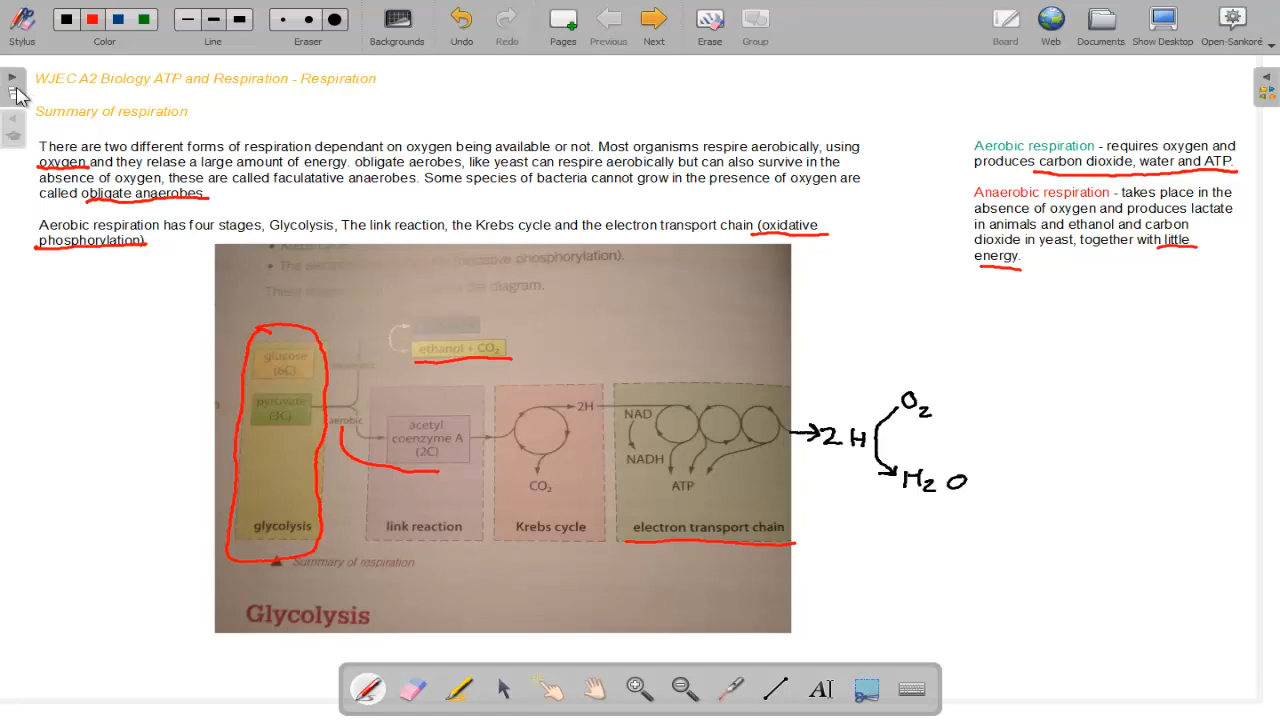 Stylus
Color
Line
Eraser
Backgrounds
Undo
Redo
Pages
Previous
Next
Erase
Group
Board
Web
Documents
Show Desktop
Open-Sankoré
WJEC A2 Biology ATP and Respiration - Respiration
Summary of respiration
There are two different forms of respiration dependant on oxygen being available or not. Most organisms respire aerobically, using
oxygen and they relase a large amount of energy. obligate aerobes, like yeast can respire aerobically but can also survive in the
absence of oxygen, these are called faculatative anaerobes. Some species of bacteria cannot grow in the presence of oxygen are
called obligate anaerobes.
Aerobic respiration has four stages, Glycolysis, The link reaction, the Krebs cycle and the electron transport chain (oxidative
phosphorylation)
Aerobic respiration - requires oxygen and
produces carbon dioxide, water and ATP.
Anaerobic respiration - takes place in the
absence of oxygen and produces lactate
in animals and ethanol and carbon
dioxide in yeast, together with little
energy.
(oxidative phosphorylation).
the diagram.
ethanol + CO₂
glucose
(6C)
pyruvate
(3C)
aerobic
acetyl
coenzyme A
(2C)
2H
CO₂
NAD
NADH
ATP
2H
O₂
H₂O
glycolysis
link reaction
Krebs cycle
electron transport chain
Summary of respiration
Glycolysis